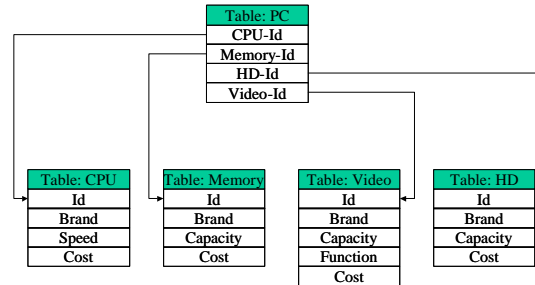 Table: PC
CPU-Id
Memory-Id
HD-Id
Video-Id
Table: CPU
Id
Brand
Speed
Cost
Table: Memory
Id
Brand
Capacity
Cost
Table: Video
Id
Brand
Capacity
Function
Cost
Table: HD
Id
Brand
Capacity
Cost